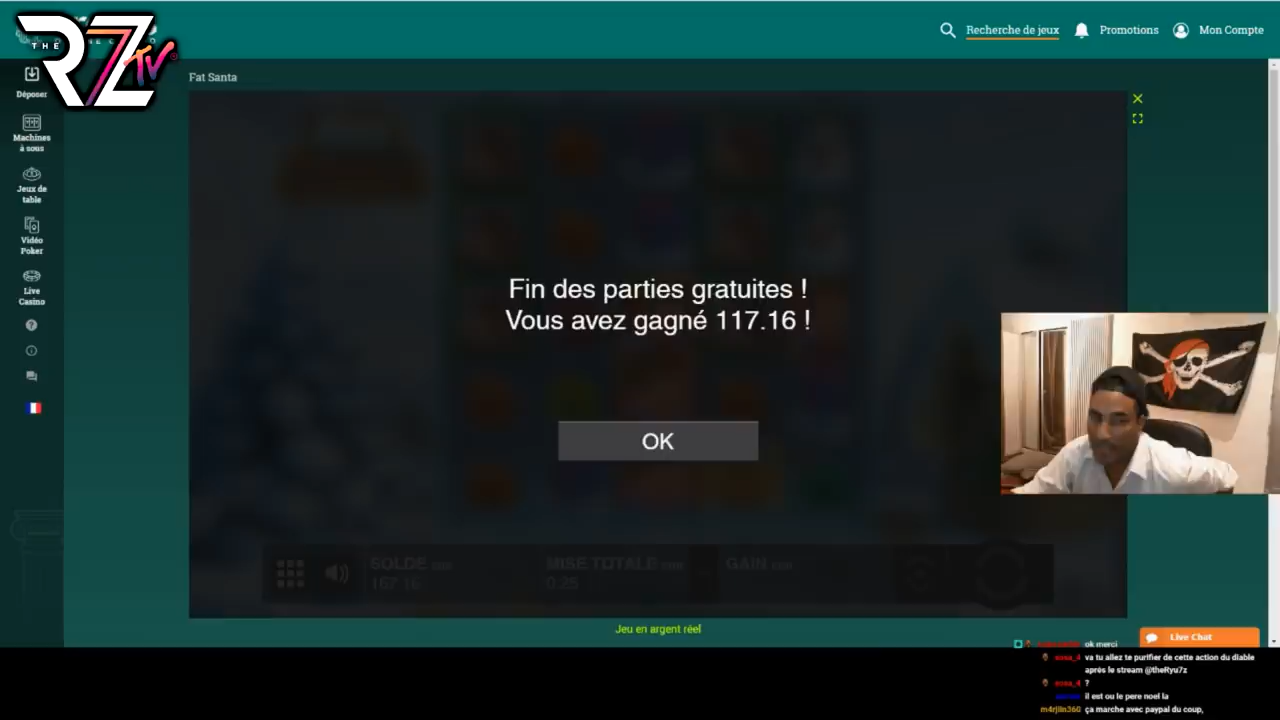 THE
RZ
TV
Recherche de jeux
Promotions
Mon Compte
Déposer
Machines
à sous
Jeux de
table
Vidéo
Poker
Live
Casino
Fat Santa
Fin des parties gratuites !
Vous avez gagné 117.16 !
OK
SOLDE
MISE TOTALE
GAIN
167.16
0.25
Jeu en argent réel
Live Chat
ok merci
va tu allez te purifier de cette action du diable
après le stream @theRyu7z
?
il est ou le pere noel la
m4rjiin360 ça marche avec paypal du coup,